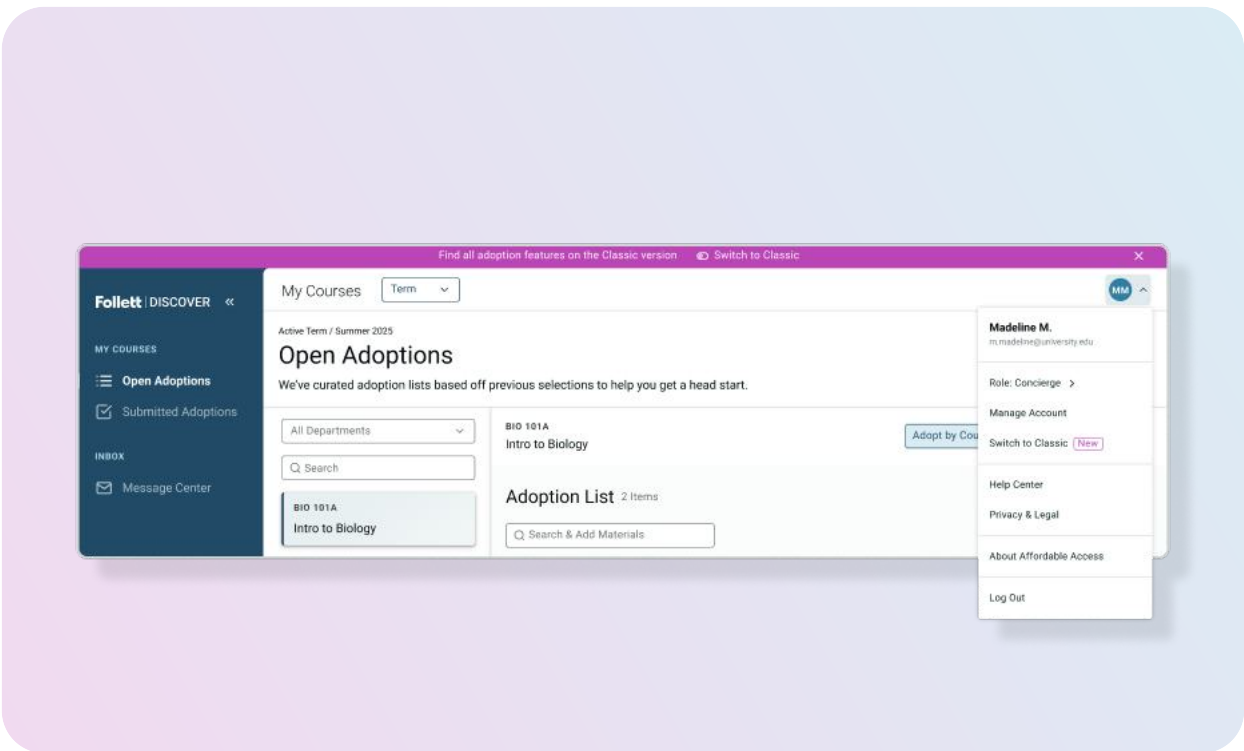 Find all adoption features on the Classic version Switch to Classic
Follett DISCOVER
MY COURSES
Open Adoptions
Submitted Adoptions
INBOX
Message Center
My Courses Term
MM
Active Term / Summer 2025
Open Adoptions
We've curated adoption lists based off previous selections to help you get a head start.
All Departments
Search
BIO 101A
Intro to Biology
BIO 101A
Intro to Biology
Adopt by Cou
Adoption List 2 Items
Search & Add Materials
Madeline M.
m.madeline@university.edu
Role: Concierge
Manage Account
Switch to Classic New
Help Center
Privacy & Legal
About Affordable Access
Log Out